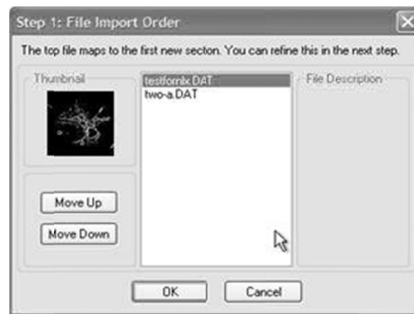 Step 1: File Import Order
The top file maps to the first new secton. You can refine this in the next step.
Thumbnail
testfornlx.DAT
two-a.DAT
File Description
Move Up
Move Down
OK
Cancel